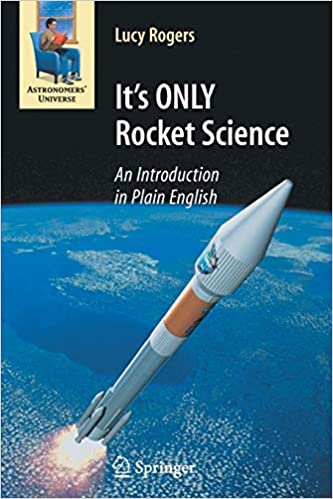 Lucy Rogers
ASTRONOMERS'
UNIVERSE
It's ONLY
Rocket Science
An Introduction
in Plain English
Springer